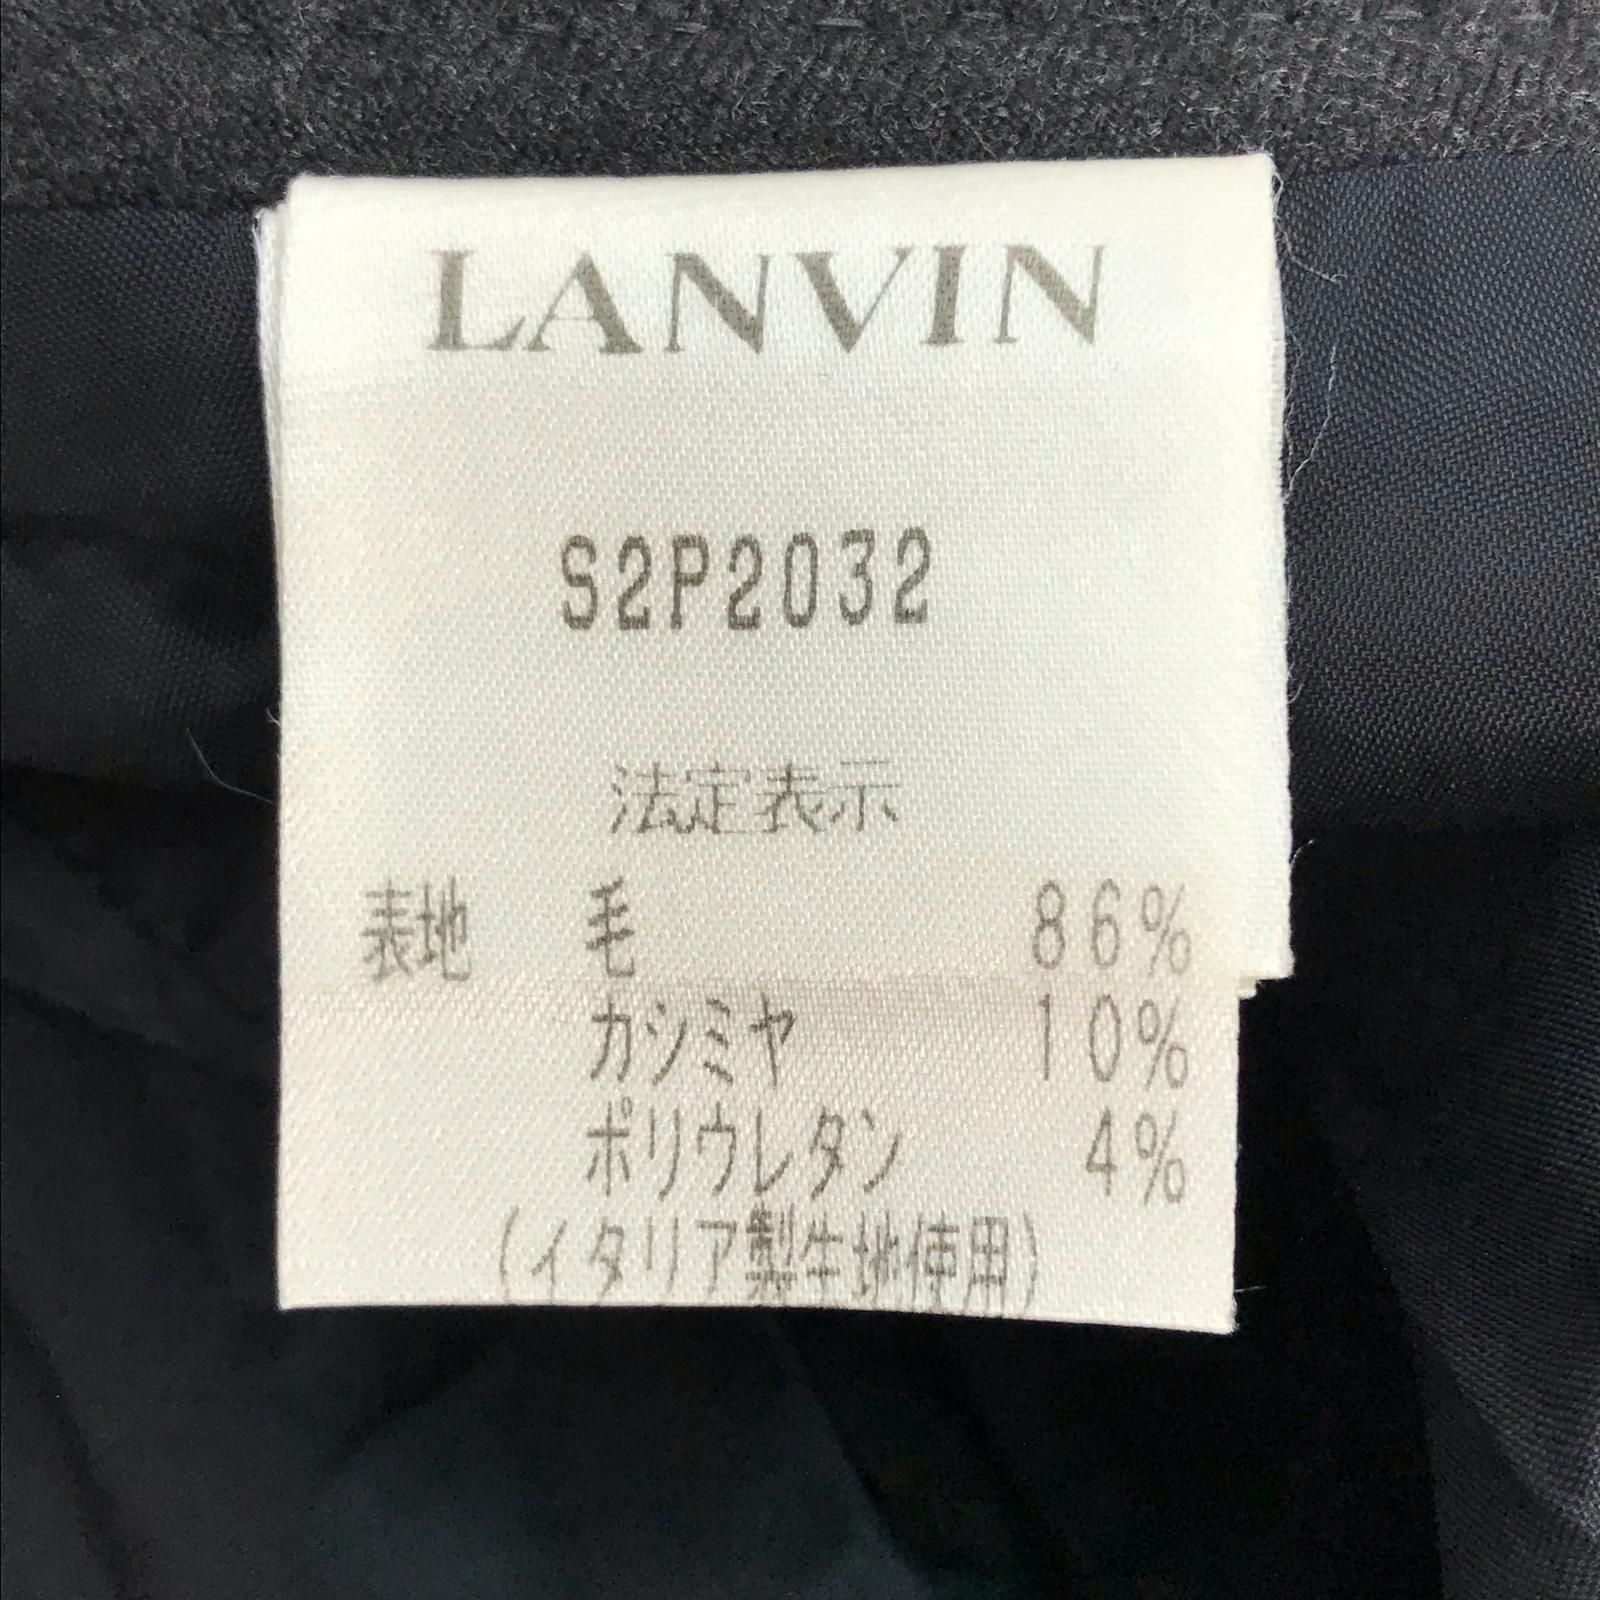 LANVIN
S2P2032
法定表示
表地 毛 86%
カシミヤ 10%
ポリウレタン 4%
(イタリア製生地使用)